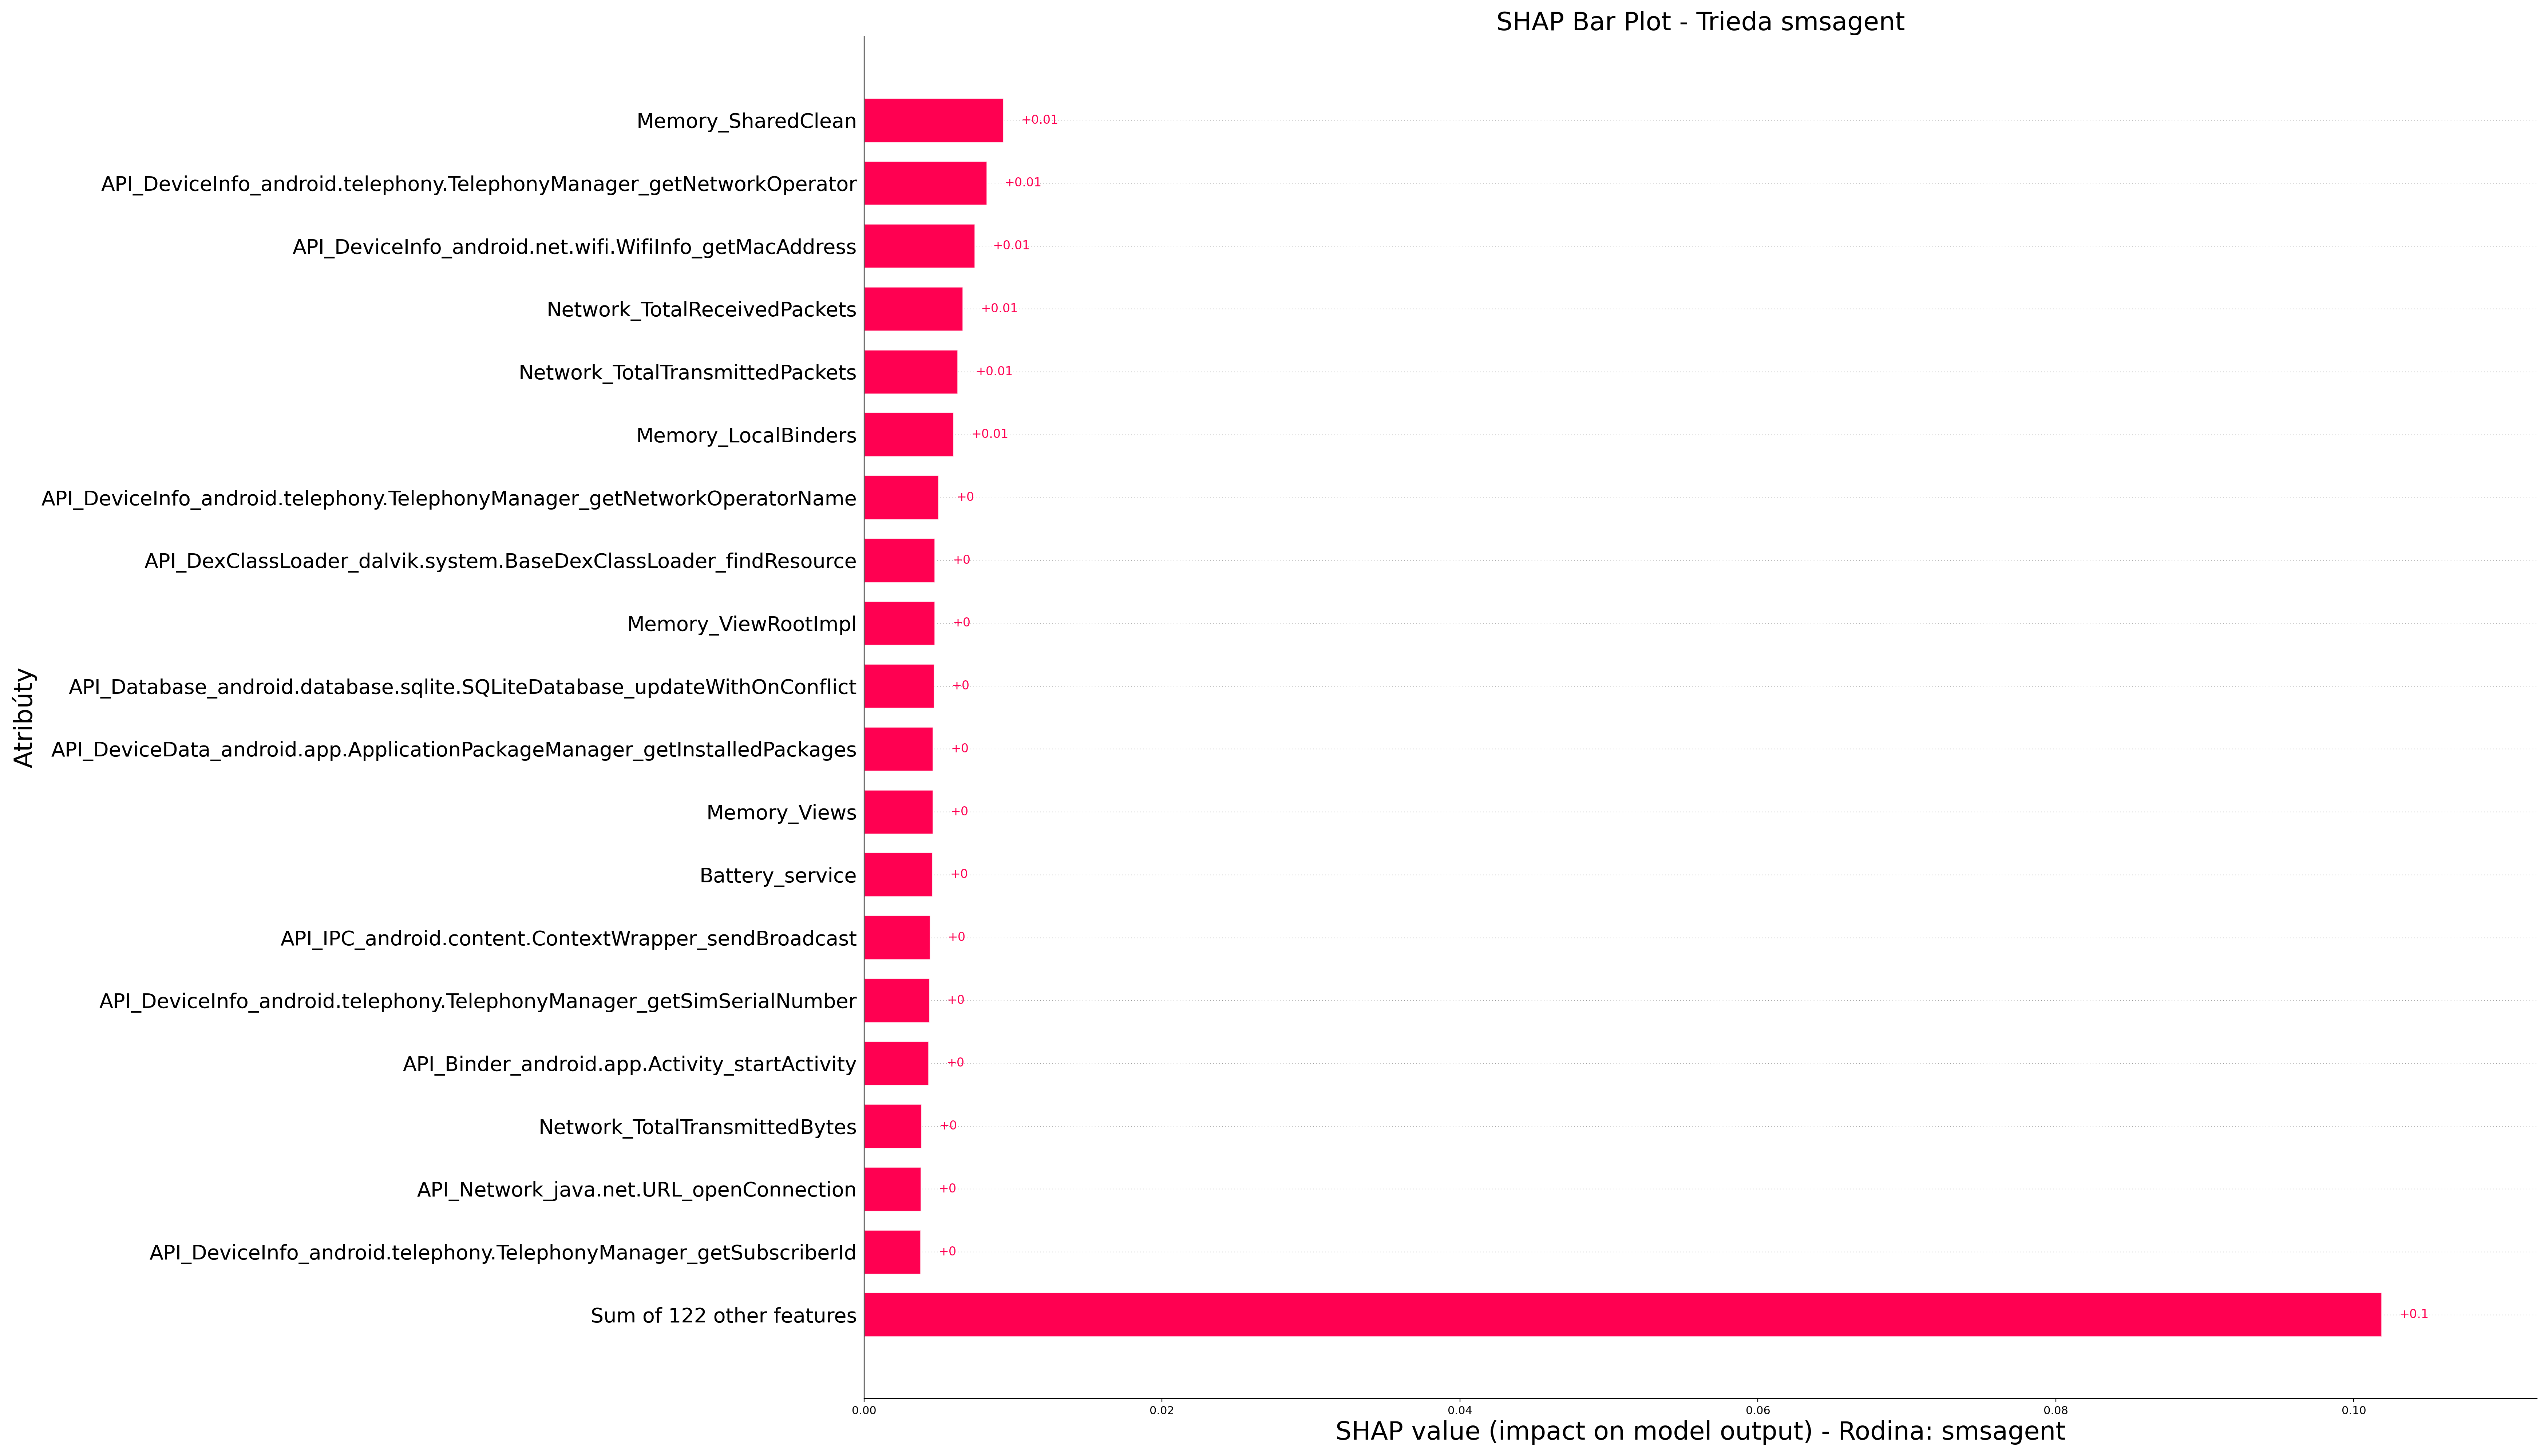 SHAP Bar Plot - Trieda smsagent
Memory_SharedClean +0.01
API_DeviceInfo_android.telephony.TelephonyManager_getNetworkOperator +0.01
API_DeviceInfo_android.net.wifi.WifiInfo_getMacAddress +0.01
Network_TotalReceivedPackets +0.01
Network_TotalTransmittedPackets +0.01
Memory_LocalBinders +0.01
API_DeviceInfo_android.telephony.TelephonyManager_getNetworkOperatorName +0
API_DexClassLoader_dalvik.system.BaseDexClassLoader_findResource +0
Memory_ViewRootImpl +0
API_Database_android.database.sqlite.SQLiteDatabase_updateWithOnConflict +0
API_DeviceData_android.app.ApplicationPackageManager_getInstalledPackages +0
Memory_Views +0
Battery_service +0
API_IPC_android.content.ContextWrapper_sendBroadcast +0
API_DeviceInfo_android.telephony.TelephonyManager_getSimSerialNumber +0
API_Binder_android.app.Activity_startActivity +0
Network_TotalTransmittedBytes +0
API_Network_java.net.URL_openConnection +0
API_DeviceInfo_android.telephony.TelephonyManager_getSubscriberId +0
Sum of 122 other features +0.1
Atribúty
0.00 0.02 0.04 0.06 0.08 0.10
SHAP value (impact on model output) - Rodina: smsagent